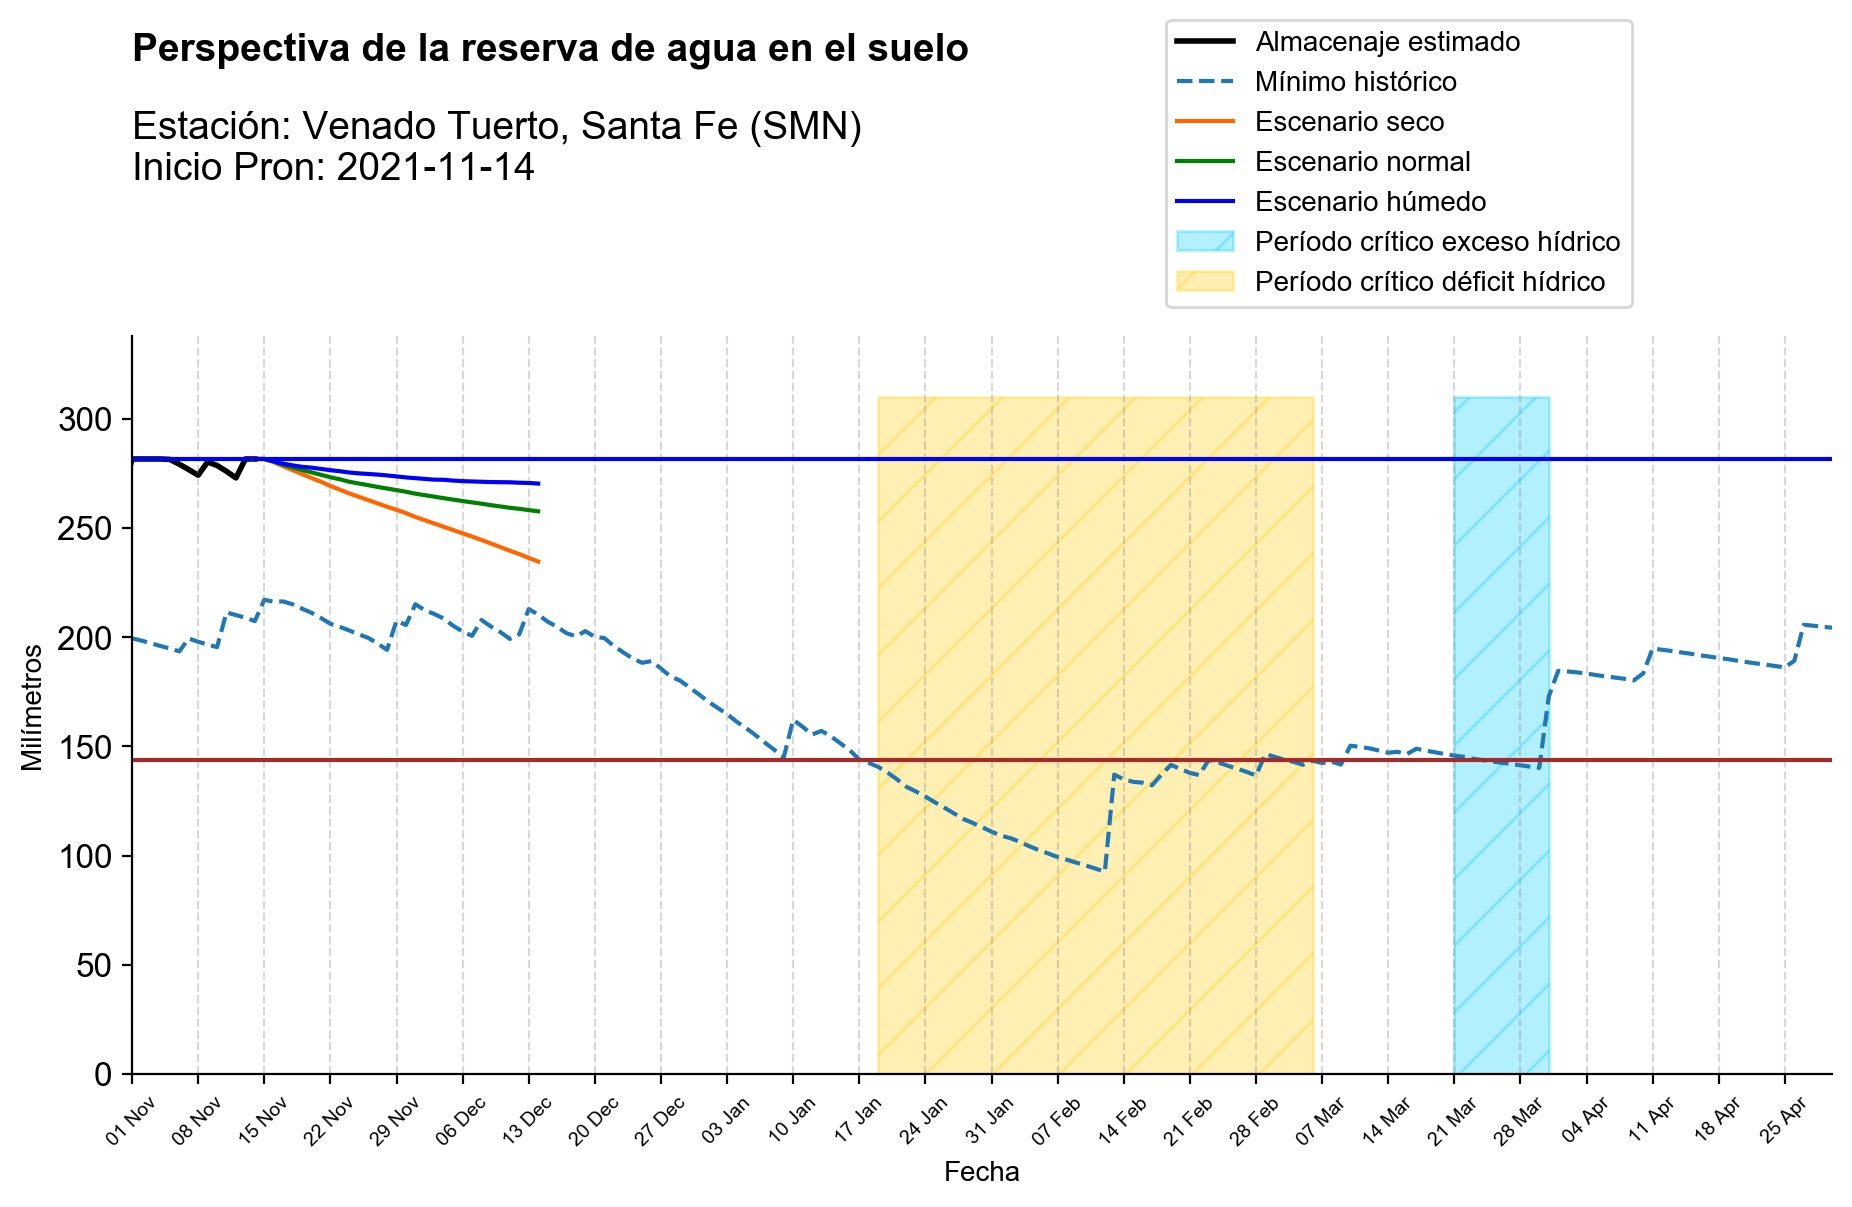 Perspectiva de la reserva de agua en el suelo
Estación: Venado Tuerto, Santa Fe (SMN)
Inicio Pron: 2021-11-14
Almacenaje estimado
Mínimo histórico
Escenario seco
Escenario normal
Escenario húmedo
Período crítico exceso hídrico
Período crítico déficit hídrico
Milímetros
300
250
200
150
100
50
0
01 Nov
08 Nov
15 Nov
22 Nov
29 Nov
06 Dec
13 Dec
20 Dec
27 Dec
03 Jan
10 Jan
17 Jan
24 Jan
31 Jan
07 Feb
14 Feb
21 Feb
28 Feb
07 Mar
14 Mar
21 Mar
28 Mar
04 Apr
11 Apr
18 Apr
25 Apr
Fecha